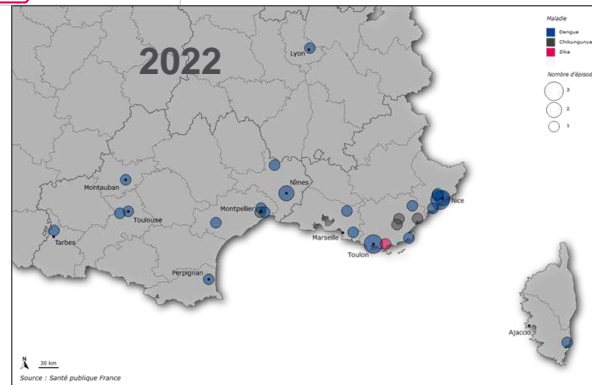 2022
Maladie
Dengue
Chikungunya
Zika
Nombre d'épisod
3
2
1
Lyon
Montauban
Toulouse
Tarbes
Nîmes
Montpellier
Nice
Marseille
Toulon
Perpignan
Ajaccio
N
30 km
Source : Santé publique France